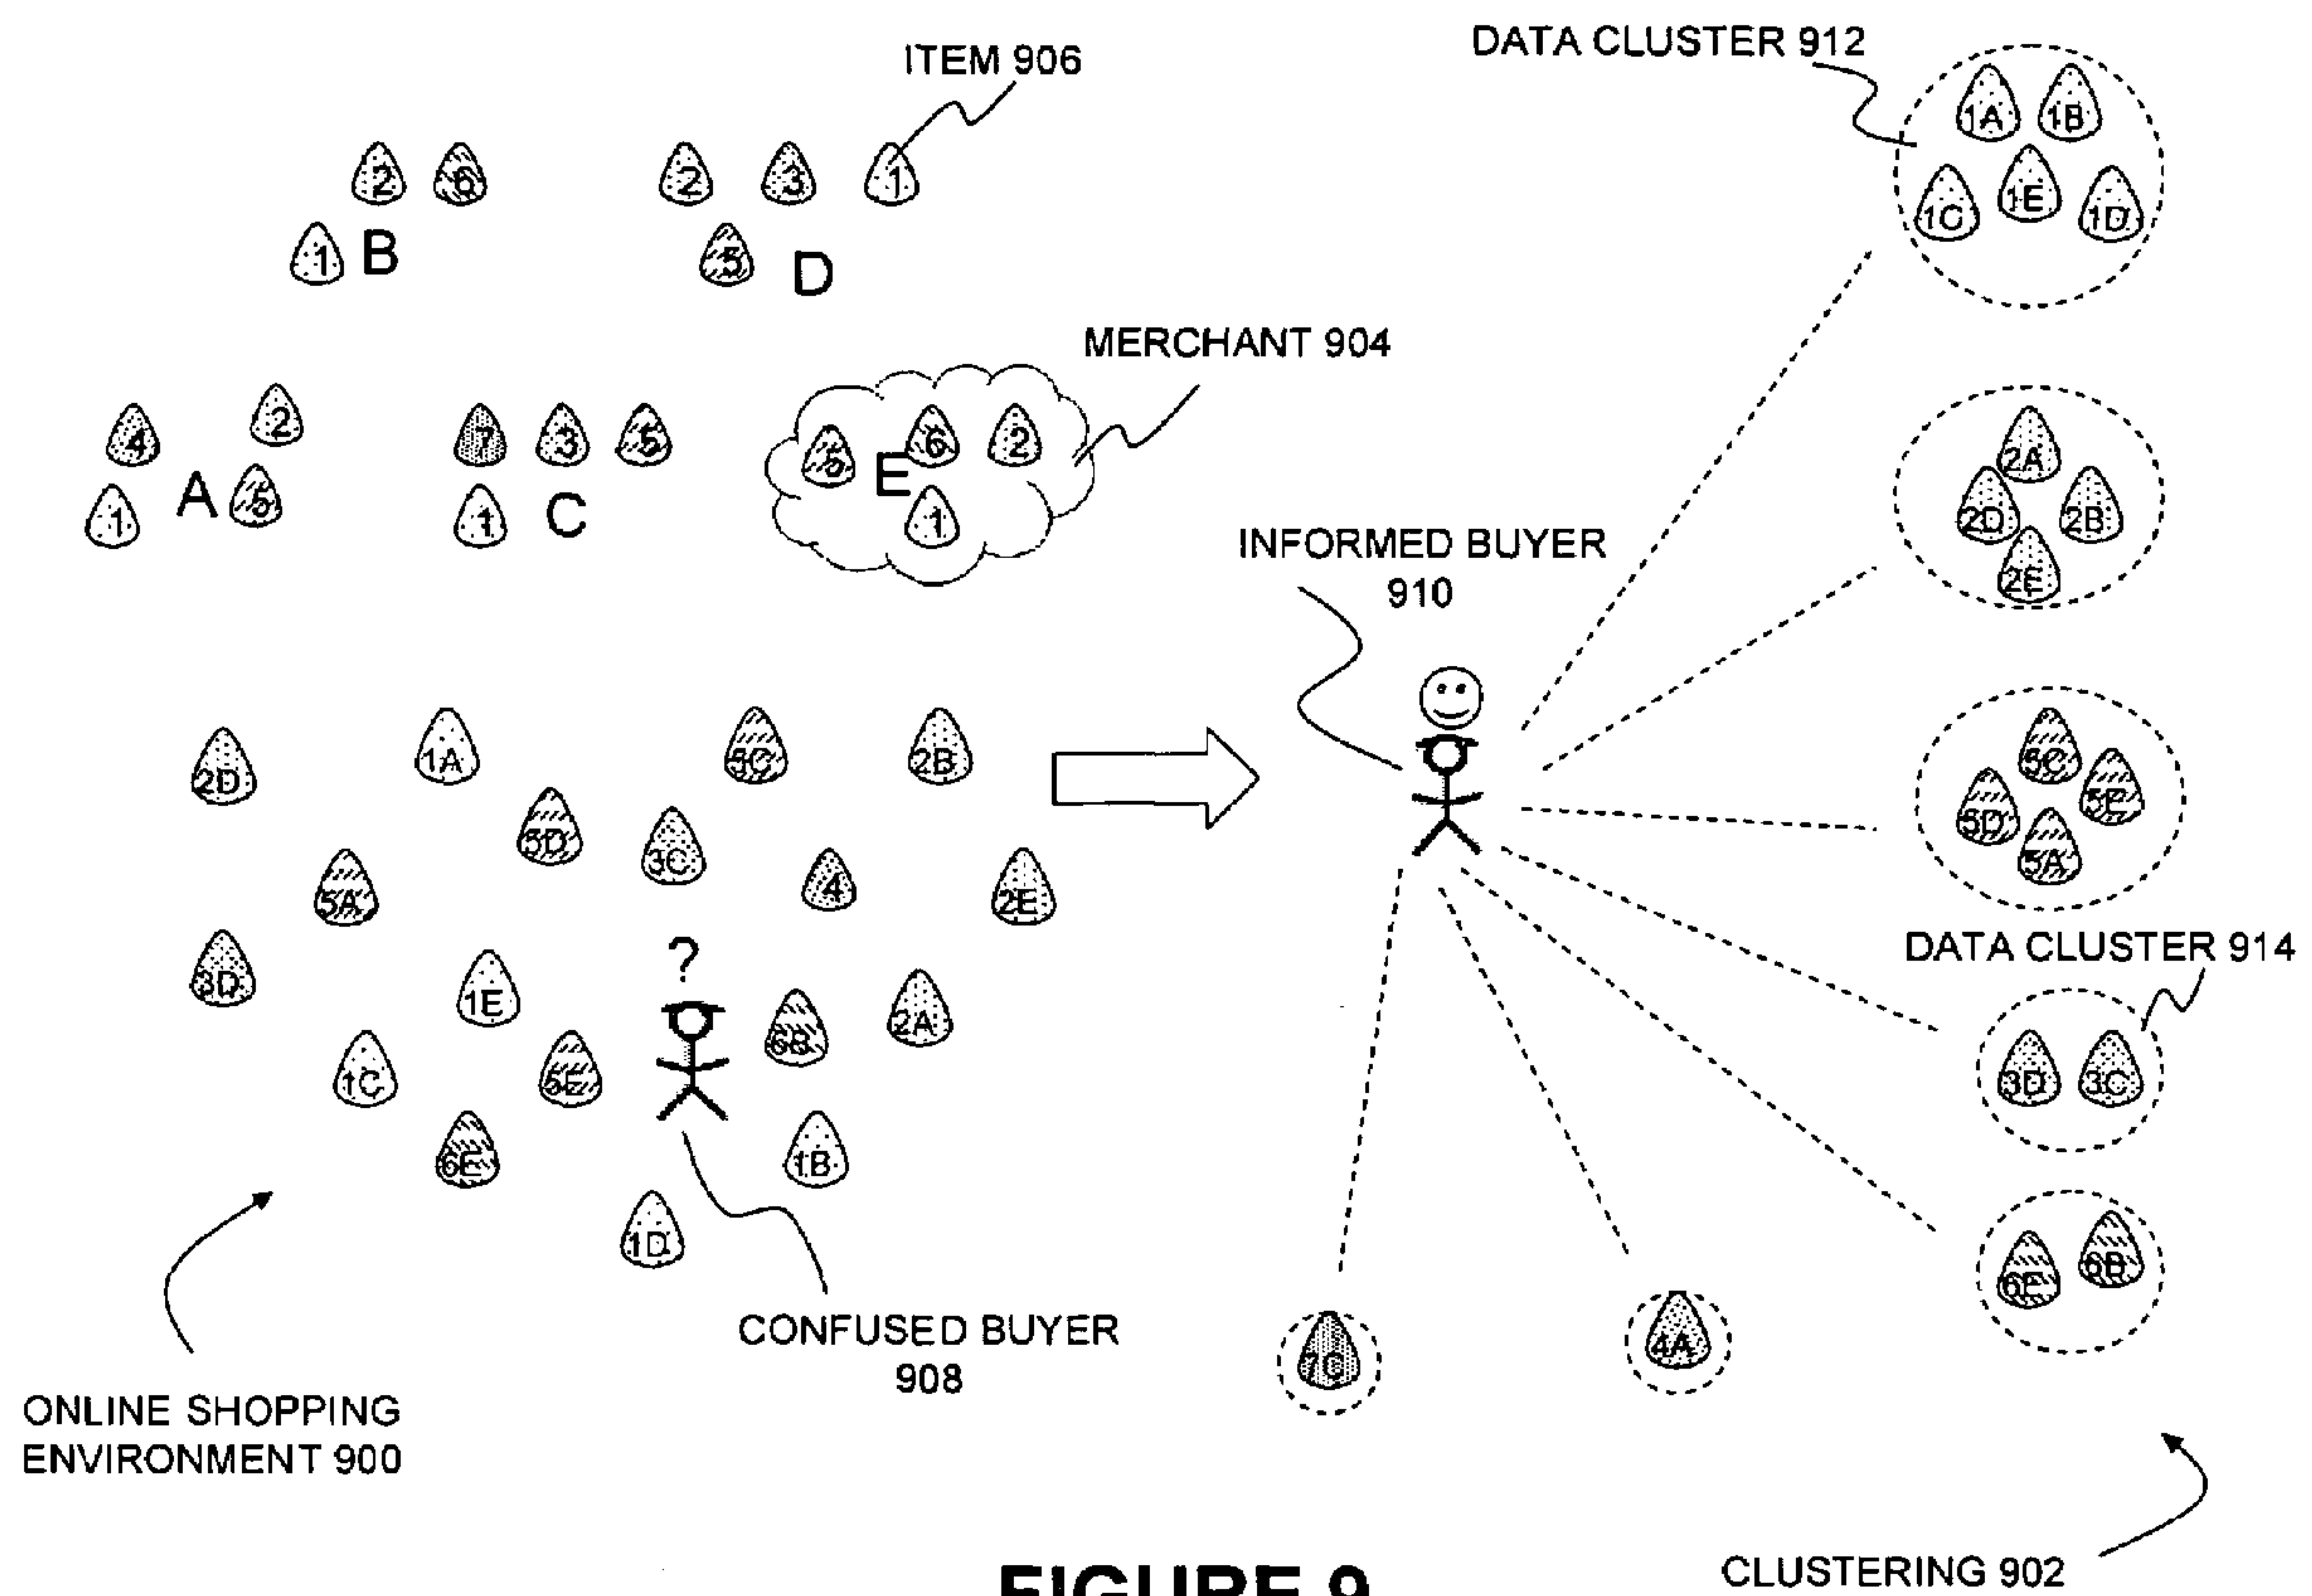 DATA CLUSTER 912
ITEM 906
1A 1B
1C 1E 1D
2 6
2 3 1
1 B
5 D
MERCHANT 904
4 2
7 3 5
5 E 6 2
1 A 5
1 C
1
2A
2D 2B
2E
INFORMED BUYER
910
2D 1A 5C 2B
5D 3C
5A 4 2E
5C
5D 5E
5A
DATA CLUSTER 914
?
3D 1E
6B 2A
1C 5E
3D 3C
6E 1B
1D
6E 6B
CONFUSED BUYER
908
7C 4A
ONLINE SHOPPING
ENVIRONMENT 900
CLUSTERING 902
FIGURE 9